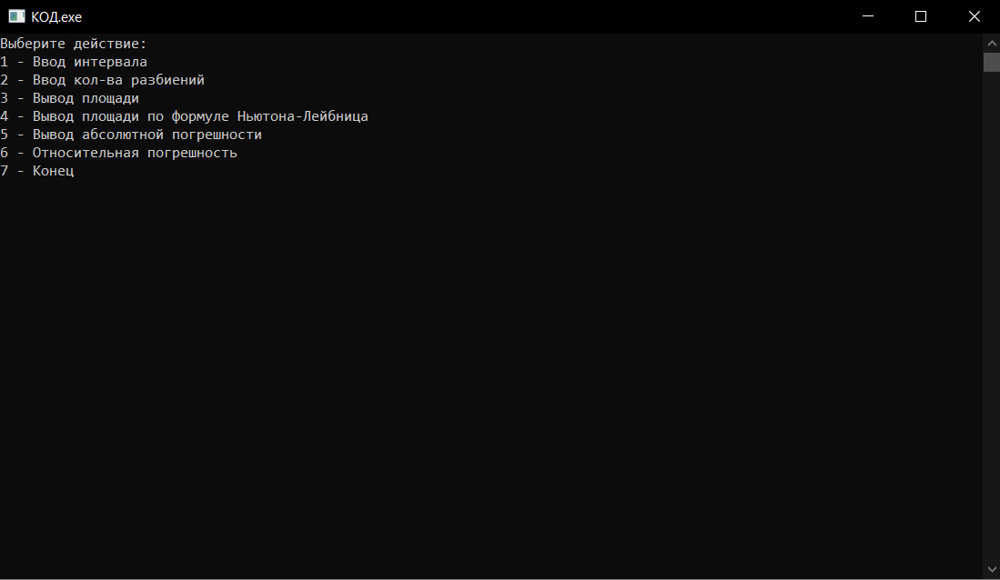 КОД.exe
Выберите действие:
1 - Ввод интервала
2 - Ввод кол-ва разбиений
3 - Вывод площади
4 - Вывод площади по формуле Ньютона-Лейбница
5 - Вывод абсолютной погрешности
6 - Относительная погрешность
7 - Конец